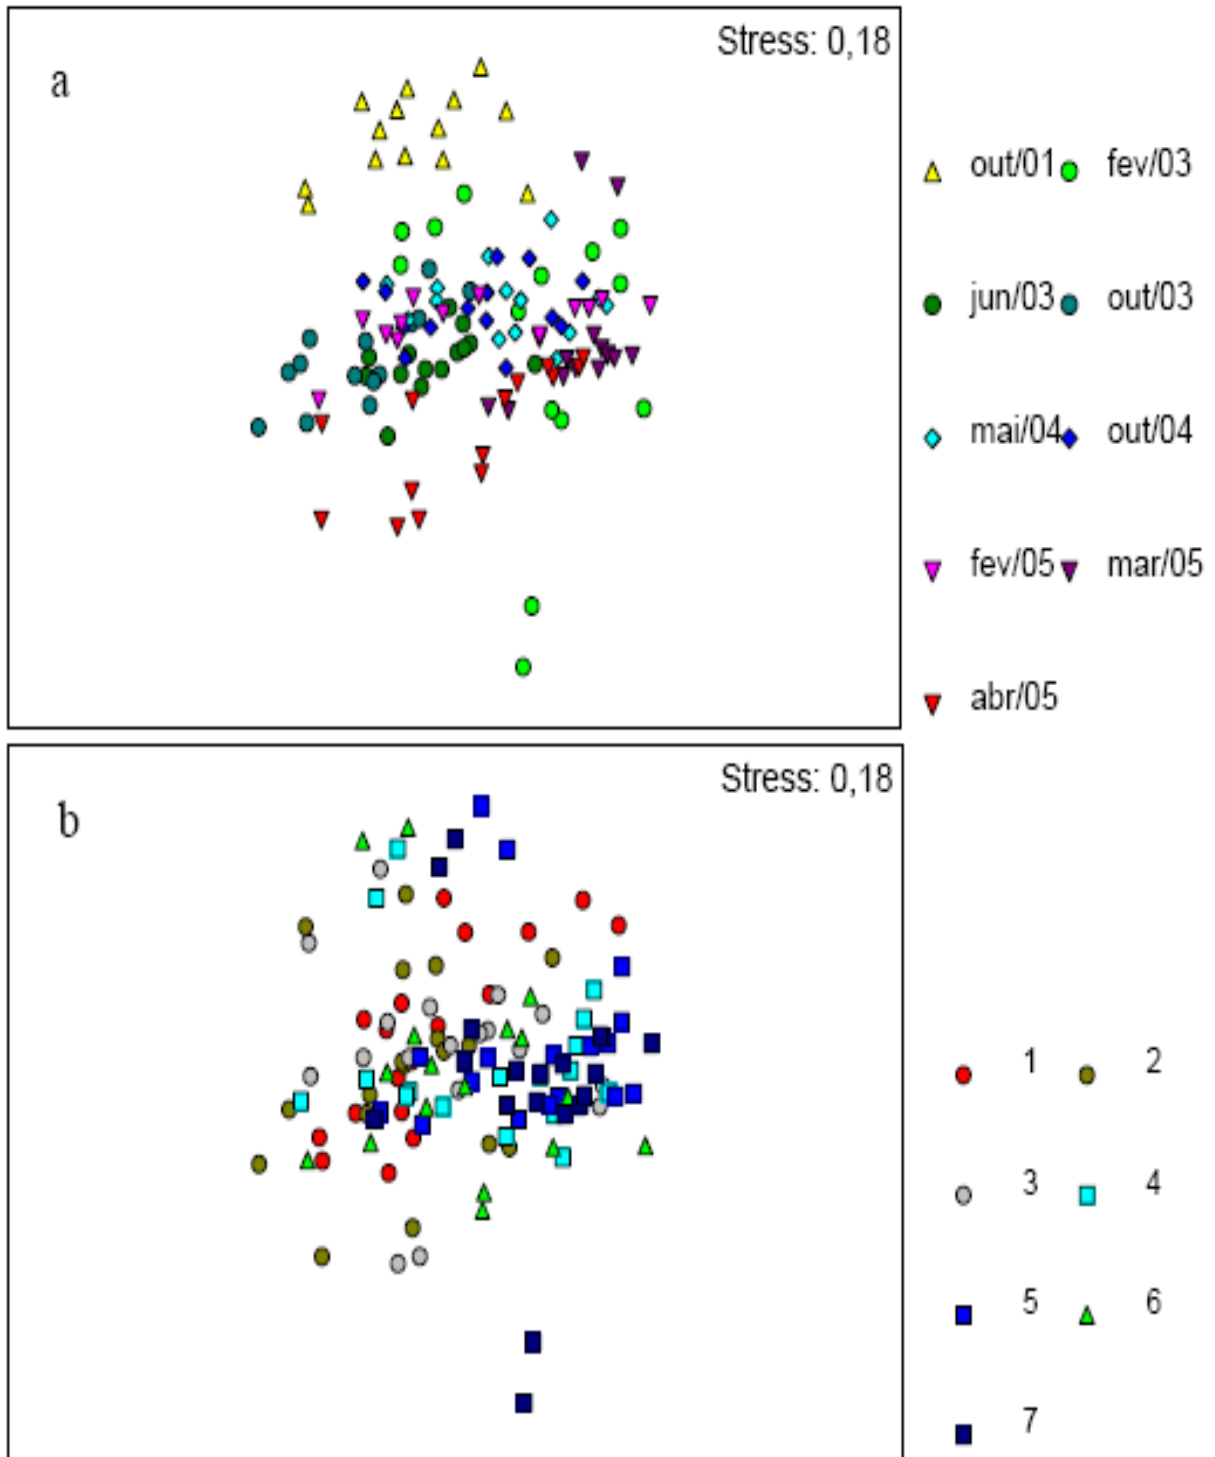 Stress: 0,18
a
out/01 fev/03
jun/03 out/03
mai/04 out/04
fev/05 mar/05
abr/05
Stress: 0,18
b
1 2
3 4
5 6
7